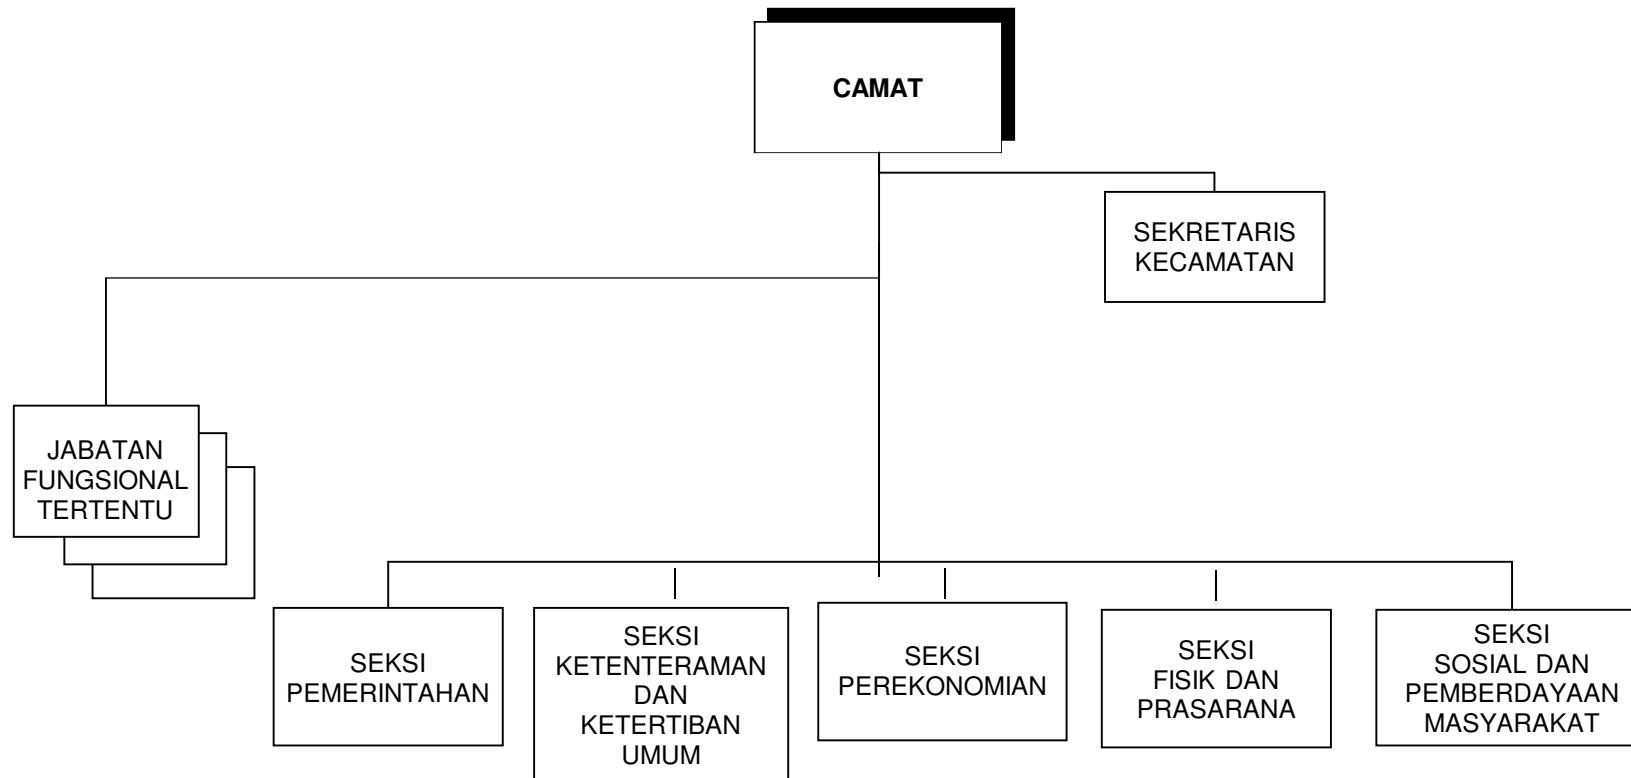 CAMAT
SEKRETARIS
KECAMATAN
JABATAN
FUNGSIONAL
TERTENTU
SEKSI
PEMERINTAHAN
SEKSI
KETENTERAMAN
DAN
KETERTIBAN
UMUM
SEKSI
PEREKONOMIAN
SEKSI
FISIK DAN
PRASARANA
SEKSI
SOSIAL DAN
PEMBERDAYAAN
MASYARAKAT